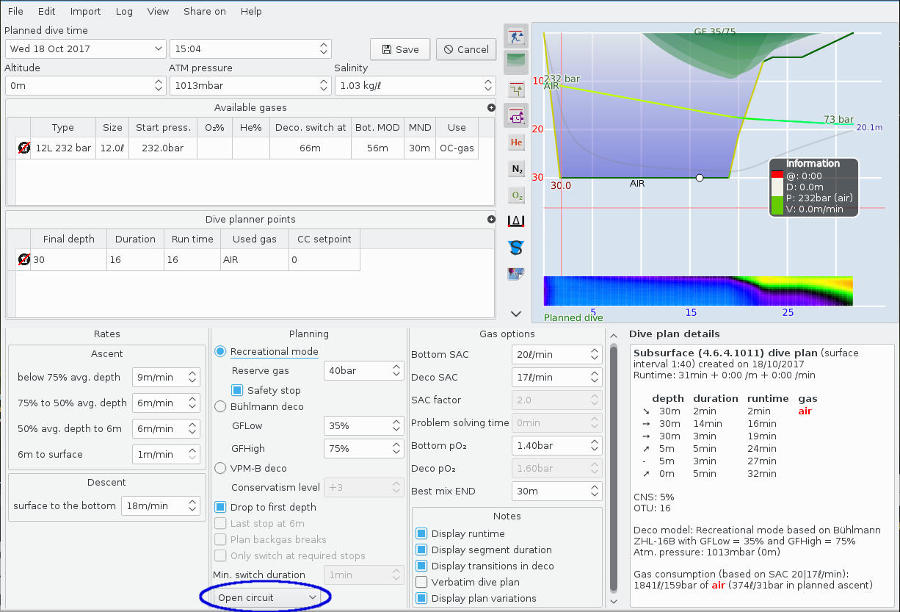 File Edit Import Log View Share on Help
Planned dive time
Wed 18 Oct 2017 15:04 Save Cancel
Altitude ATM pressure Salinity
0m 1013mbar 1.03 kg/ℓ
Available gases
Type Size Start press. O₂% He% Deco. switch at Bot. MOD MND Use
12L 232 bar 12.0ℓ 232.0bar 66m 56m 30m OC-gas
Dive planner points
Final depth Duration Run time Used gas CC setpoint
30 16 16 AIR 0
He
N₂
O₂
GF 35/75
10
232 bar
AIR
73 bar
20.1m
20
30
30.0
AIR
Information
@: 0:00
D: 0.0m
P: 232bar (air)
V: 0.0m/min
5 15 25
Planned dive
Rates
Ascent
below 75% avg. depth 9m/min
75% to 50% avg. depth 6m/min
50% avg. depth to 6m 6m/min
6m to surface 1m/min
Descent
surface to the bottom 18m/min
Planning
Recreational mode
Reserve gas 40bar
Safety stop
Bühlmann deco
GFLow 35%
GFHigh 75%
VPM-B deco
Conservatism level +3
Drop to first depth
Last stop at 6m
Plan backgas breaks
Only switch at required stops
Min. switch duration 1min
Open circuit
Gas options
Bottom SAC 20ℓ/min
Deco SAC 17ℓ/min
SAC factor 2.0
Problem solving time 0min
Bottom pO₂ 1.40bar
Deco pO₂ 1.60bar
Best mix END 30m
Notes
Display runtime
Display segment duration
Display transitions in deco
Verbatim dive plan
Display plan variations
Dive plan details
Subsurface (4.6.4.1011) dive plan (surface
interval 1:40) created on 18/10/2017
Runtime: 31min + 0:00 /m + 0:00 /min
depth duration runtime gas
➘ 30m 2min 2min air
➙ 30m 14min 16min
➙ 30m 3min 19min
➚ 5m 5min 24min
- 5m 3min 27min
➚ 0m 5min 32min
CNS: 5%
OTU: 16
Deco model: Recreational mode based on Bühlmann
ZHL-16B with GFLow = 35% and GFHigh = 75%
Atm. pressure: 1013mbar (0m)
Gas consumption (based on SAC 20|17ℓ/min):
1841ℓ/159bar of air (374ℓ/31bar in planned ascent)